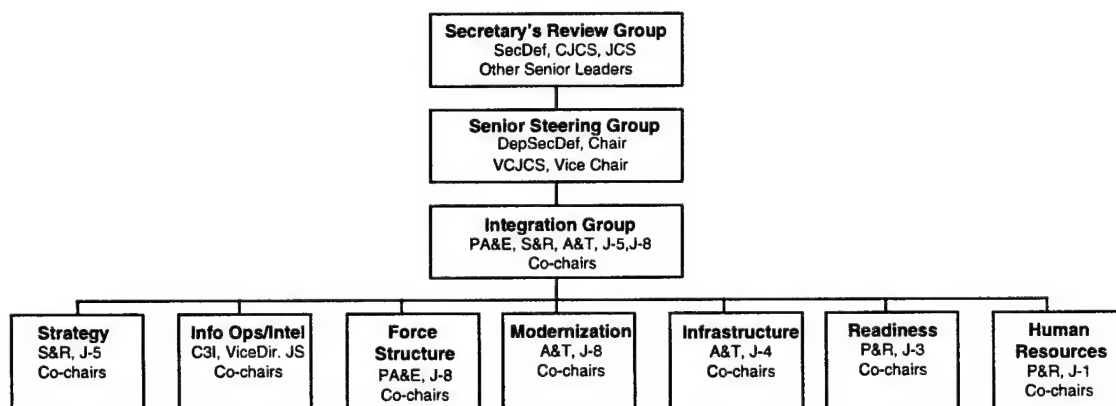 Secretary's Review Group
SecDef, CJCS, JCS
Other Senior Leaders
Senior Steering Group
DepSecDef, Chair
VCJCS, Vice Chair
Integration Group
PA&E, S&R, A&T, J-5,J-8
Co-chairs
Strategy
S&R, J-5
Co-chairs
Info Ops/Intel
C3I, ViceDir. JS
Co-chairs
Force
Structure
PA&E, J-8
Co-chairs
Modernization
A&T, J-8
Co-chairs
Infrastructure
A&T, J-4
Co-chairs
Readiness
P&R, J-3
Co-chairs
Human
Resources
P&R, J-1
Co-chairs